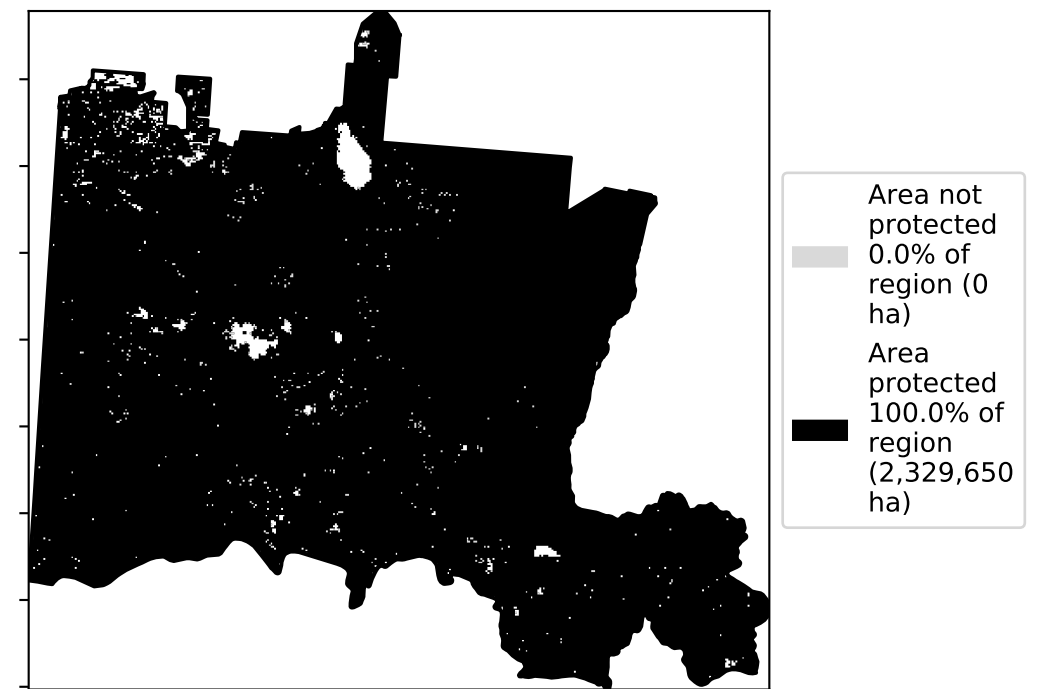 Area not
protected
0.0% of
region (0
ha)
Area
protected
100.0% of
region
(2,329,650
ha)